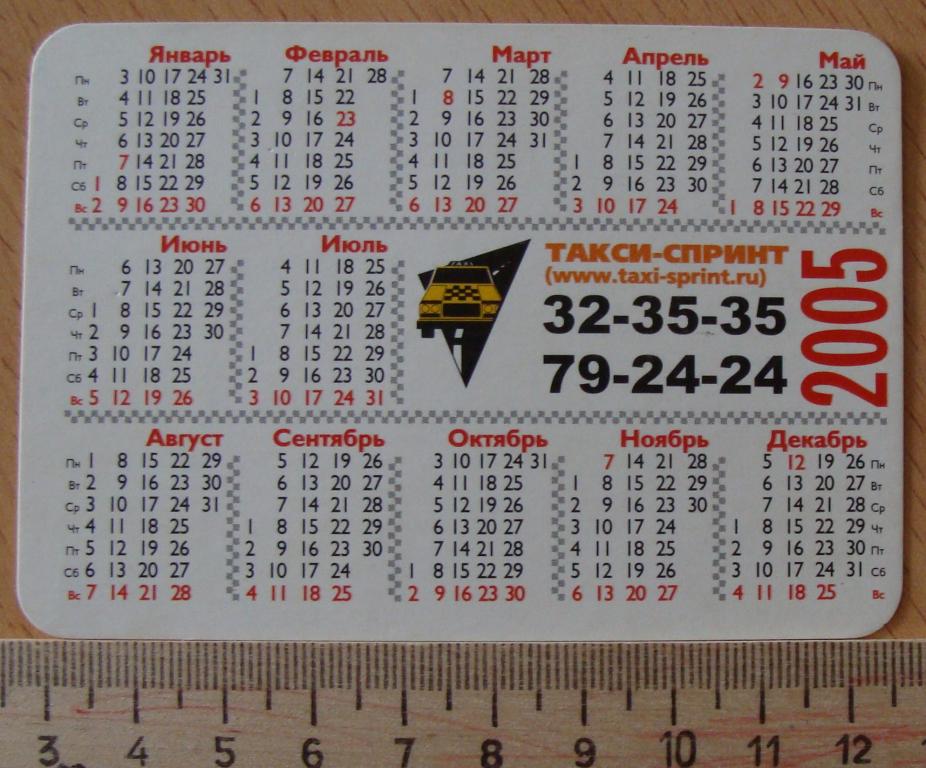 Январь Февраль Март Апрель Май
Пн 3 10 17 24 31 7 14 21 28 7 14 21 28 4 11 18 25 2 9 16 23 30 Пн
Вт 4 11 18 25 1 8 15 22 1 8 15 22 29 5 12 19 26 3 10 17 24 31 Вт
Ср 5 12 19 26 2 9 16 23 2 9 16 23 30 6 13 20 27 4 11 18 25 Ср
Чт 6 13 20 27 3 10 17 24 3 10 17 24 31 7 14 21 28 5 12 19 26 Чт
Пт 7 14 21 28 4 11 18 25 4 11 18 25 1 8 15 22 29 6 13 20 27 Пт
Сб 1 8 15 22 29 5 12 19 26 5 12 19 26 2 9 16 23 30 7 14 21 28 Сб
Вс 2 9 16 23 30 6 13 20 27 6 13 20 27 3 10 17 24 1 8 15 22 29 Вс
Июнь Июль
Пн 6 13 20 27 4 11 18 25
Вт 7 14 21 28 5 12 19 26
Ср 1 8 15 22 29 6 13 20 27
Чт 2 9 16 23 30 7 14 21 28
Пт 3 10 17 24 1 8 15 22 29
Сб 4 11 18 25 2 9 16 23 30
Вс 5 12 19 26 3 10 17 24 31
TAXI
ТАКСИ-СПРИНТ
(www.taxi-sprint.ru)
32-35-35
79-24-24
2005
Август Сентябрь Октябрь Ноябрь Декабрь
Пн 1 8 15 22 29 5 12 19 26 3 10 17 24 31 7 14 21 28 5 12 19 26 Пн
Вт 2 9 16 23 30 6 13 20 27 4 11 18 25 1 8 15 22 29 6 13 20 27 Вт
Ср 3 10 17 24 31 7 14 21 28 5 12 19 26 2 9 16 23 30 7 14 21 28 Ср
Чт 4 11 18 25 1 8 15 22 29 6 13 20 27 3 10 17 24 1 8 15 22 29 Чт
Пт 5 12 19 26 2 9 16 23 30 7 14 21 28 4 11 18 25 2 9 16 23 30 Пт
Сб 6 13 20 27 3 10 17 24 1 8 15 22 29 5 12 19 26 3 10 17 24 31 Сб
Вс 7 14 21 28 4 11 18 25 2 9 16 23 30 6 13 20 27 4 11 18 25 Вс
3 4 5 6 7 8 9 10 11 12